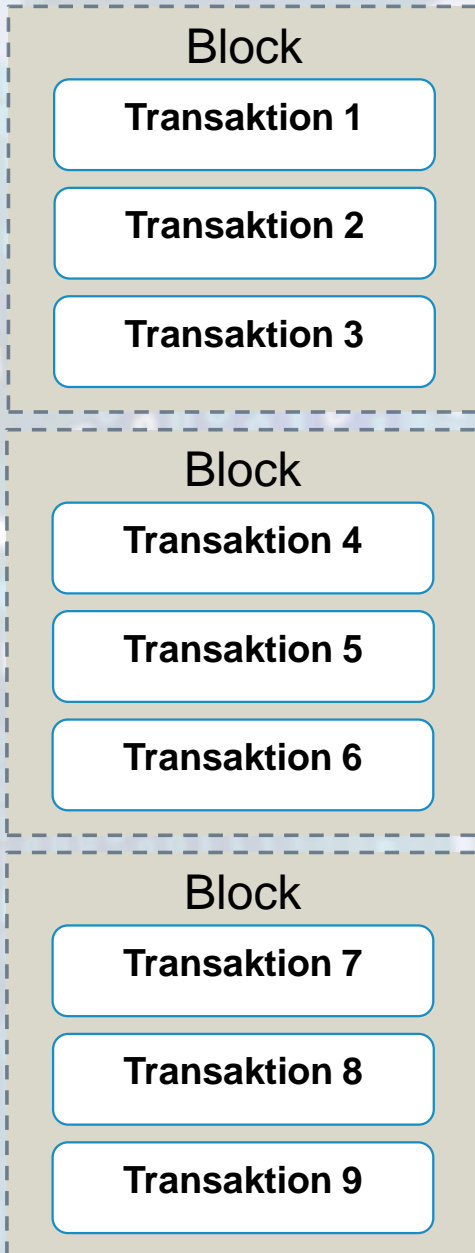 Block
Transaktion 1
Transaktion 2
Transaktion 3
Block
Transaktion 4
Transaktion 5
Transaktion 6
Block
Transaktion 7
Transaktion 8
Transaktion 9